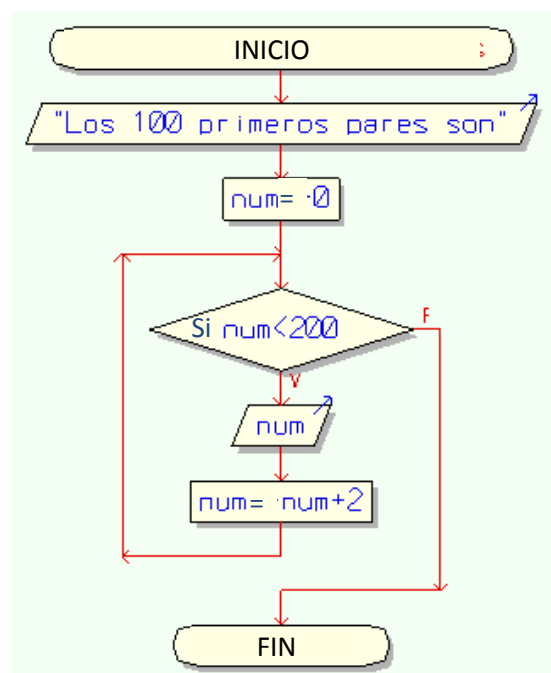 INICIO
"Los 100 primeros pares son"
num= 0
Si num<200
F
V
num
num= num+2
FIN